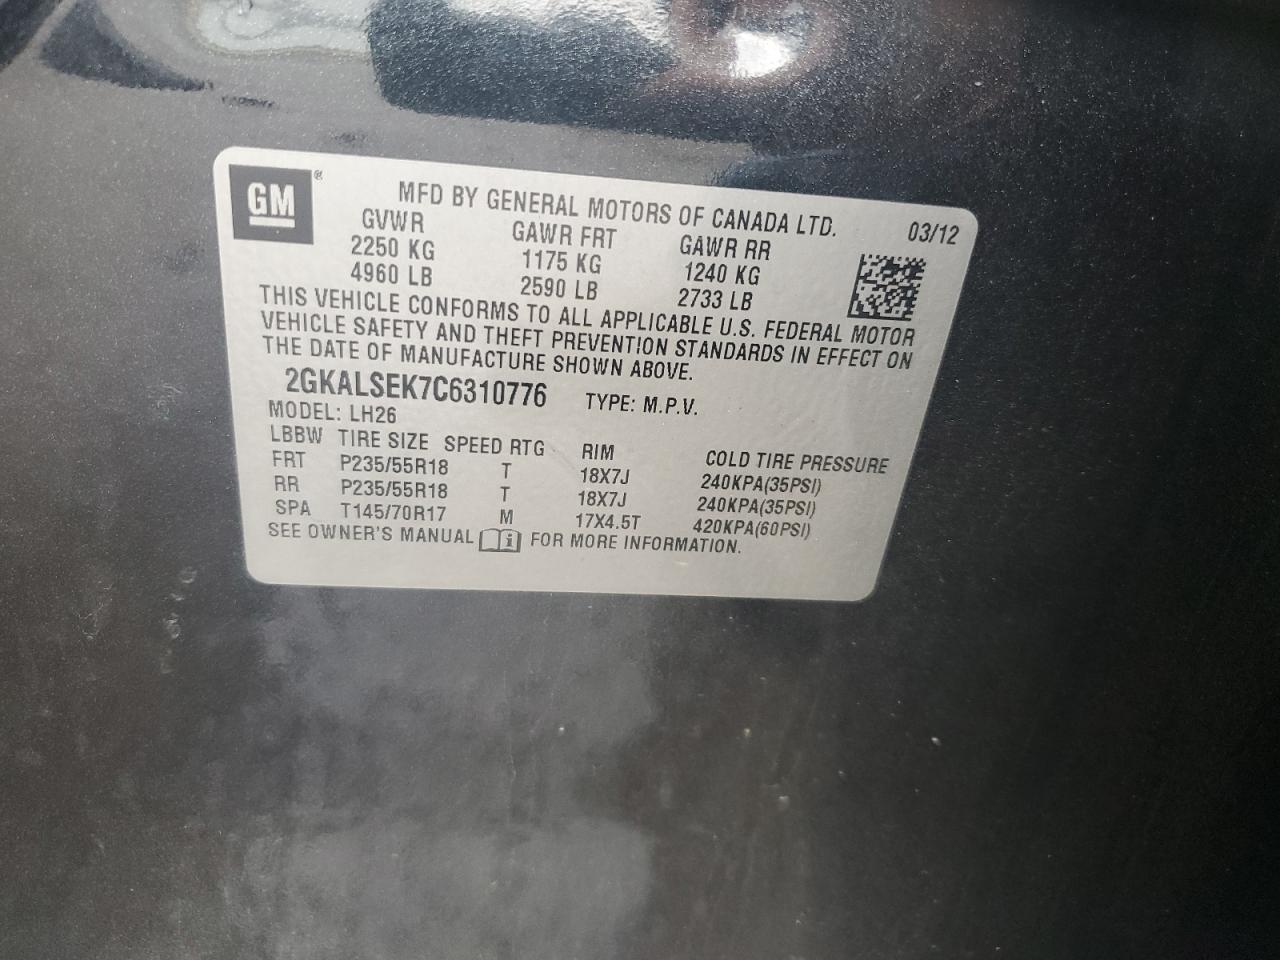 GM®
MFD BY GENERAL MOTORS OF CANADA LTD. 03/12
GVWR GAWR FRT GAWR RR
2250 KG 1175 KG 1240 KG
4960 LB 2590 LB 2733 LB
THIS VEHICLE CONFORMS TO ALL APPLICABLE U.S. FEDERAL MOTOR
VEHICLE SAFETY AND THEFT PREVENTION STANDARDS IN EFFECT ON
THE DATE OF MANUFACTURE SHOWN ABOVE.
2GKALSEK7C6310776 TYPE: M.P.V.
MODEL: LH26
LBBW TIRE SIZE SPEED RTG RIM COLD TIRE PRESSURE
FRT P235/55R18 T 18X7J 240KPA(35PSI)
RR P235/55R18 T 18X7J 240KPA(35PSI)
SPA T145/70R17 M 17X4.5T 420KPA(60PSI)
SEE OWNER'S MANUAL i FOR MORE INFORMATION.